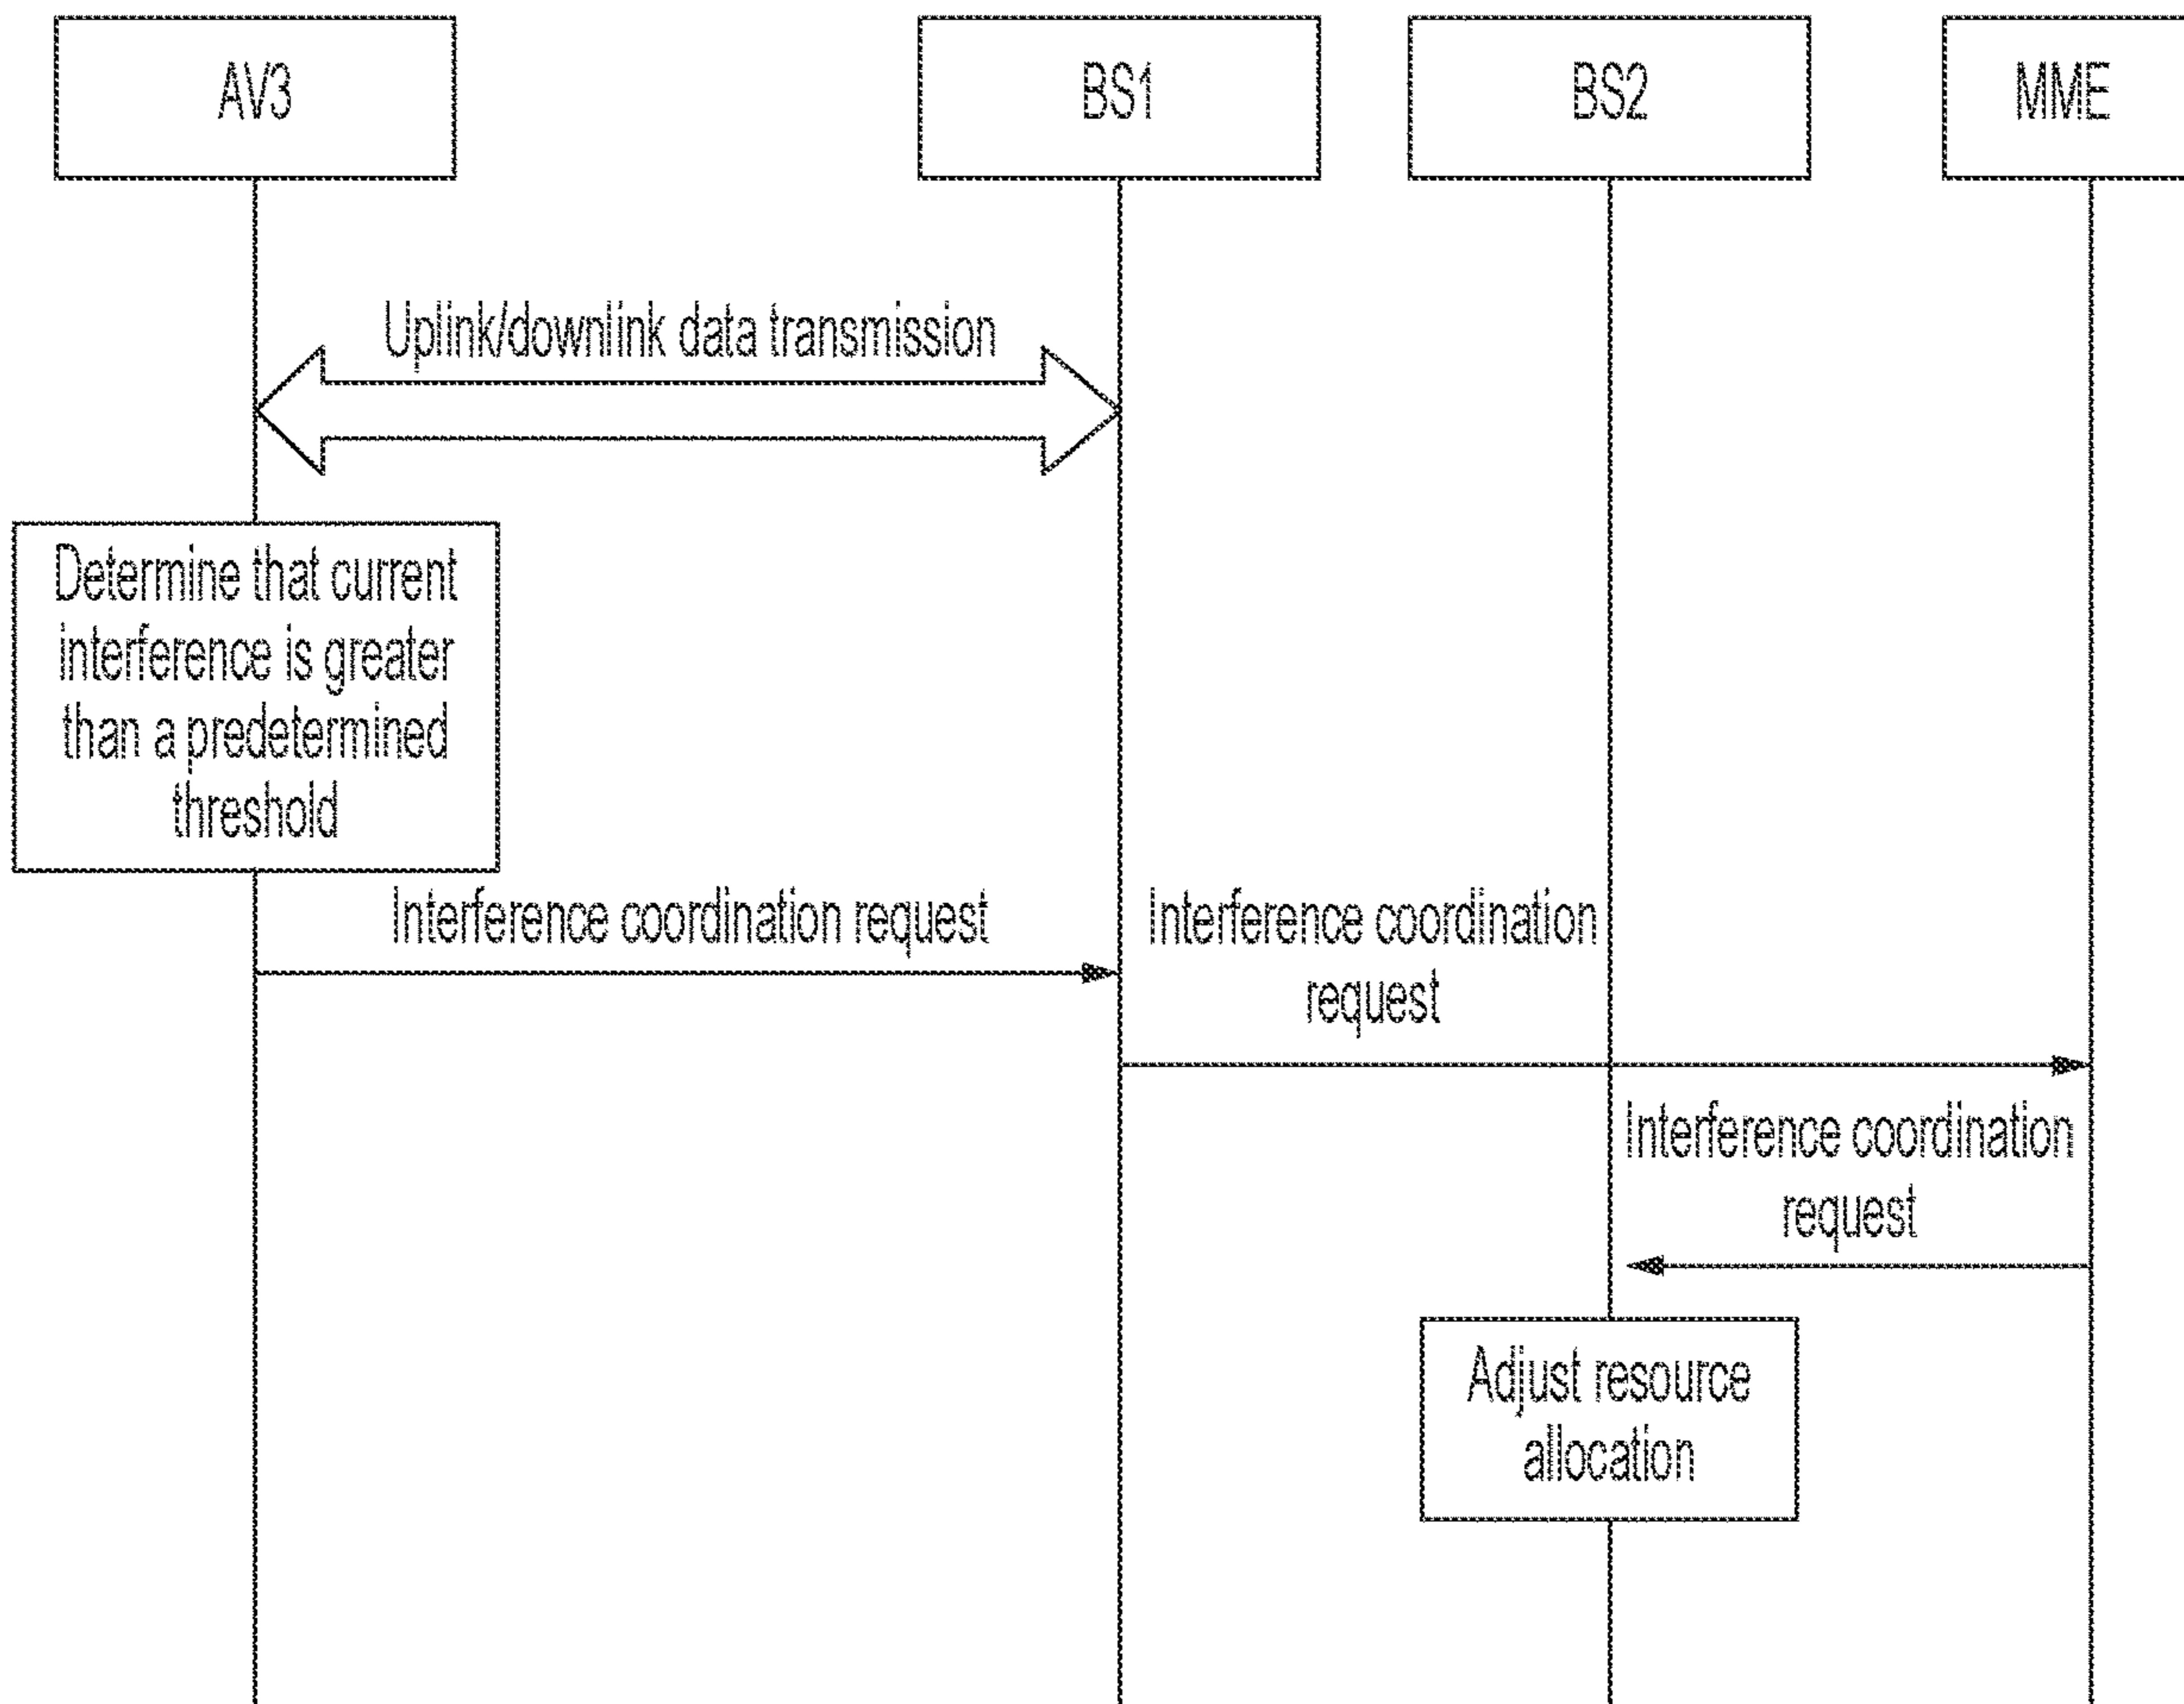 AV3
BS1
BS2
MME
Uplink/downlink data transmission
Determine that current
interference is greater
than a predetermined
threshold
Interference coordination request
Interference coordination
request
Interference coordination
request
Adjust resource
allocation